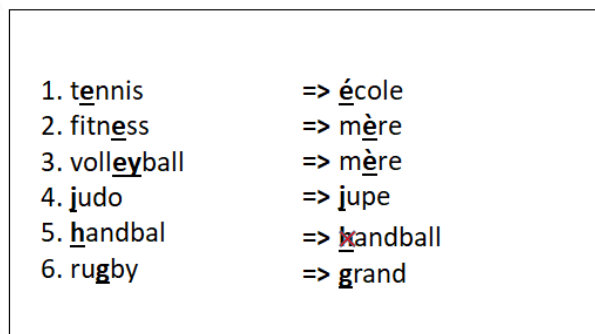 1. tennis => école
2. fitness => mère
3. volleyball => mère
4. judo => jupe
5. handbal => handball
6. rugby => grand